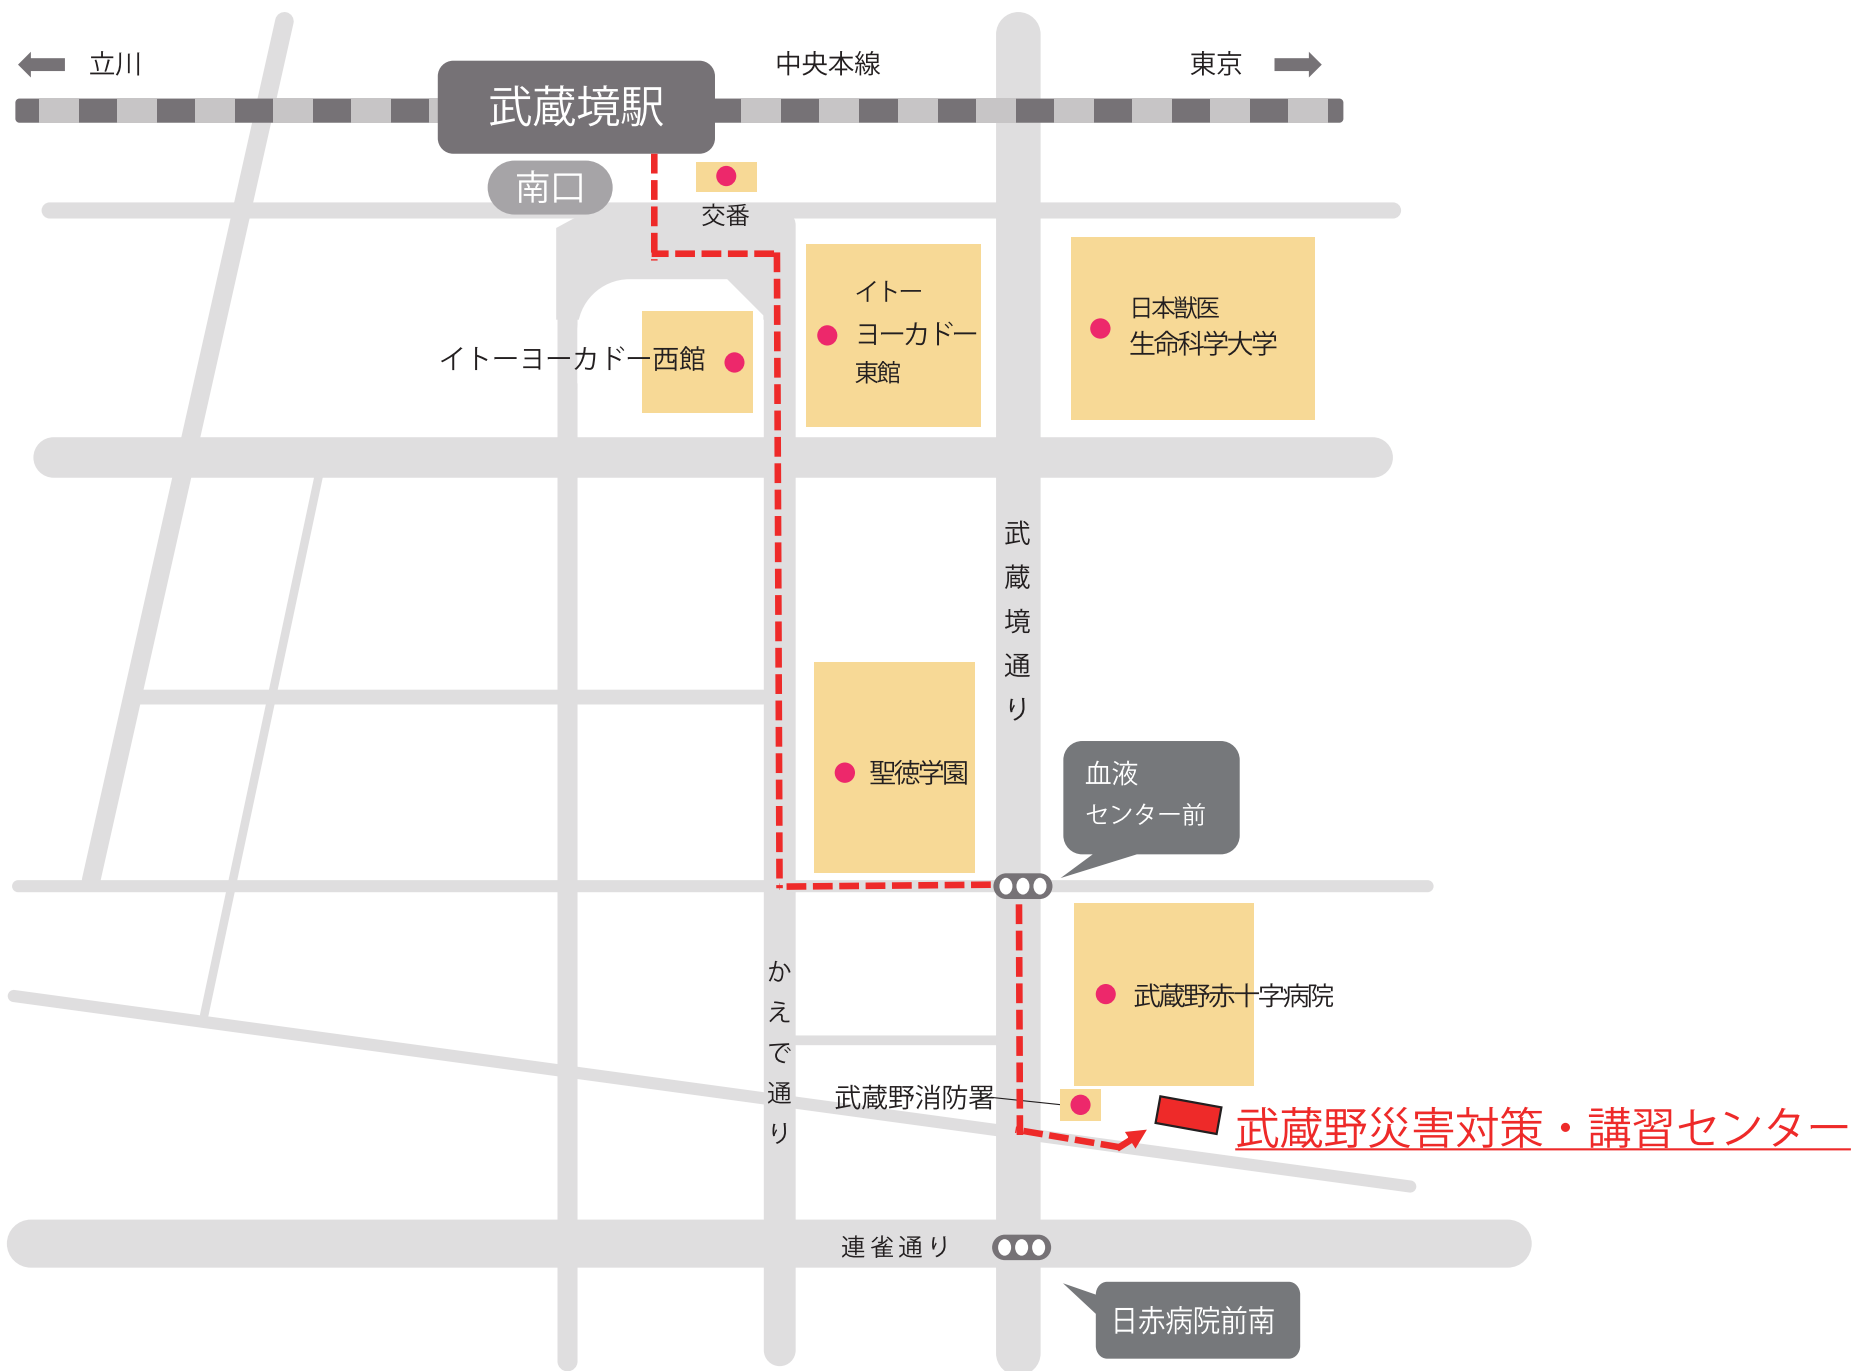 立川
中央本線
東京
武蔵境駅
南口
交番
イトー
ヨーカドー
東館
日本獣医
生命科学大学
イトーヨーカドー西館
武蔵境通り
聖徳学園
血液
センター前
かえで通り
武蔵野赤十字病院
武蔵野消防署
武蔵野災害対策・講習センター
連雀通り
日赤病院前南